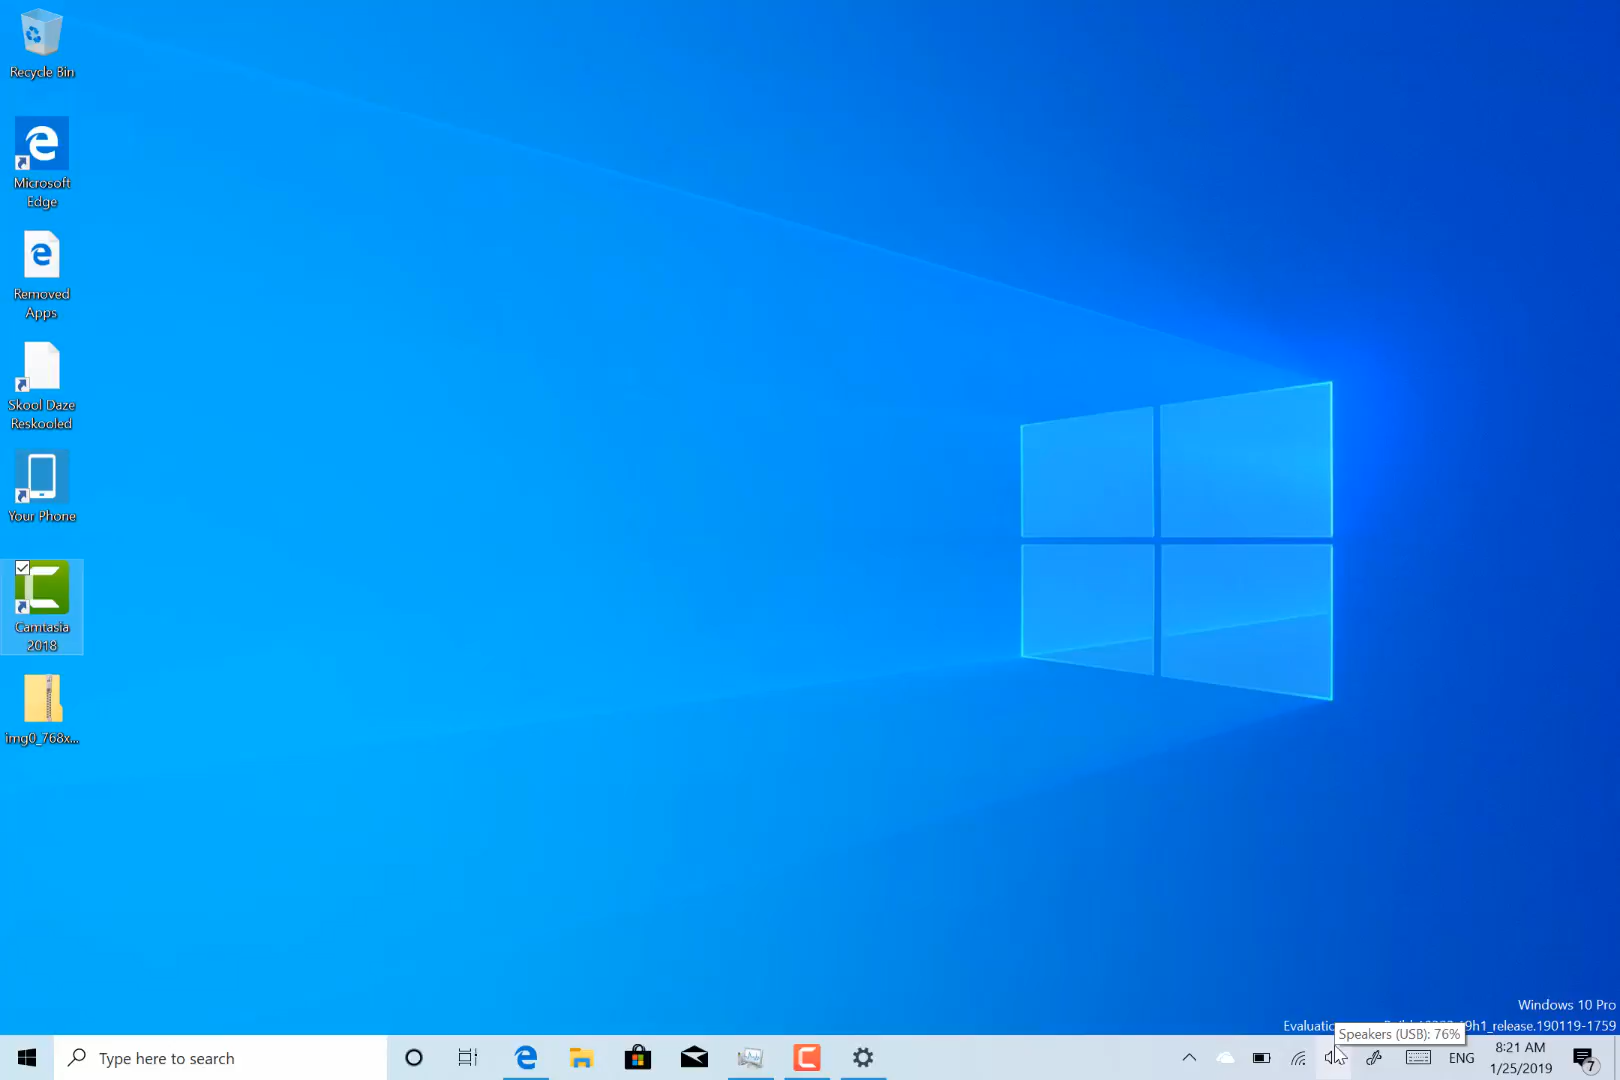 Recycle Bin
Microsoft
Edge
Removed
Apps
Skool Daze
Reskooled
Your Phone
Camtasia
2018
img0_768x...
Windows 10 Pro
9h1_release.190119-1759
Speakers (USB): 76%
Type here to search
ENG
8:21 AM
1/25/2019
7